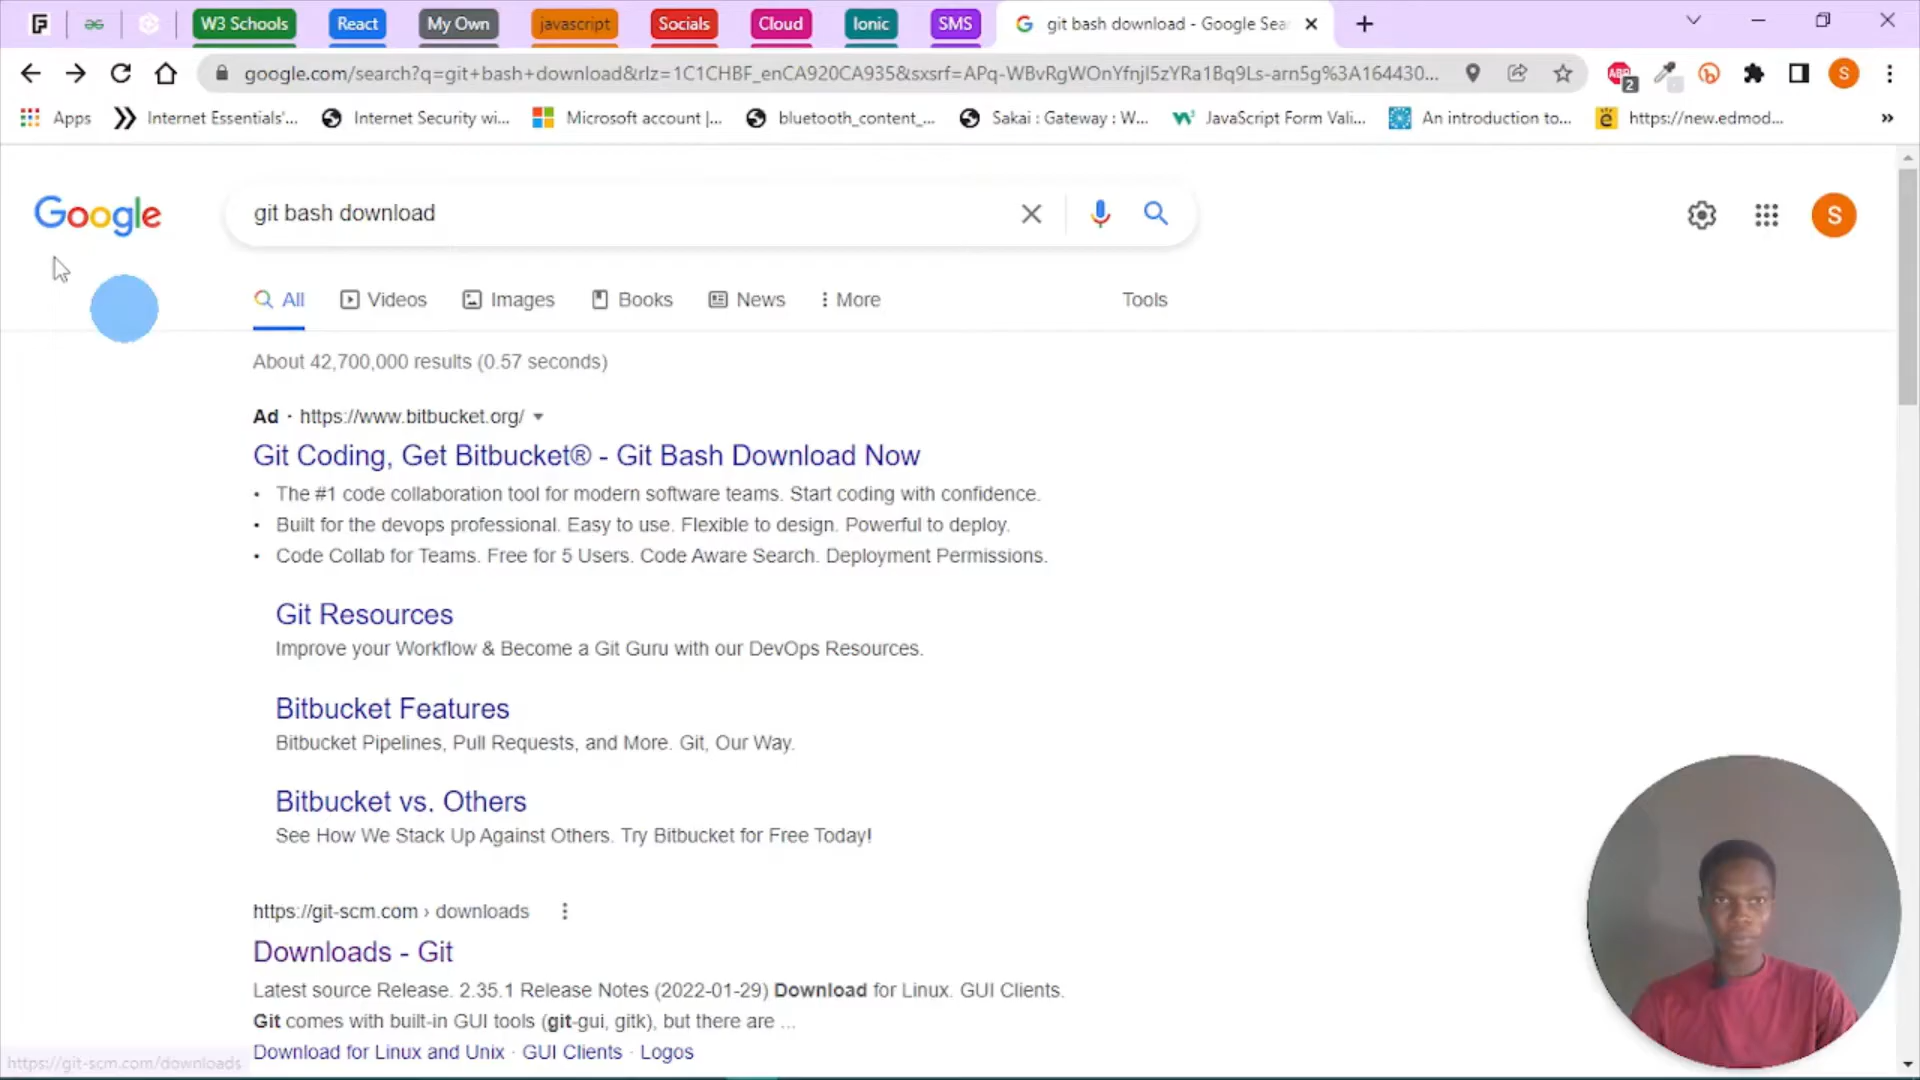 W3 Schools React My Own javascript Socials Cloud Ionic SMS git bash download - Google Sea
google.com/search?q=git+bash+download&rlz=1C1CHBF_enCA920CA935&sxsrf=APq-WBvRgWOnYfnjI5zYRa1Bq9Ls-arn5g%3A164430... ABP 2 S
Apps Internet Essentials'... Internet Security wi... Microsoft account |... bluetooth_content_... Sakai : Gateway : W... JavaScript Form Vali... An introduction to... https://new.edmod... »
Google git bash download S
All Videos Images Books News More Tools
About 42,700,000 results (0.57 seconds)
Ad · https://www.bitbucket.org/
Git Coding, Get Bitbucket® - Git Bash Download Now
• The #1 code collaboration tool for modern software teams. Start coding with confidence.
• Built for the devops professional. Easy to use. Flexible to design. Powerful to deploy.
• Code Collab for Teams. Free for 5 Users. Code Aware Search. Deployment Permissions.
Git Resources
Improve your Workflow & Become a Git Guru with our DevOps Resources.
Bitbucket Features
Bitbucket Pipelines, Pull Requests, and More. Git, Our Way.
Bitbucket vs. Others
See How We Stack Up Against Others. Try Bitbucket for Free Today!
https://git-scm.com › downloads
Downloads - Git
Latest source Release. 2.35.1 Release Notes (2022-01-29) Download for Linux. GUI Clients.
Git comes with built-in GUI tools (git-gui, gitk), but there are ...
Download for Linux and Unix · GUI Clients · Logos
https://git-scm.com/downloads